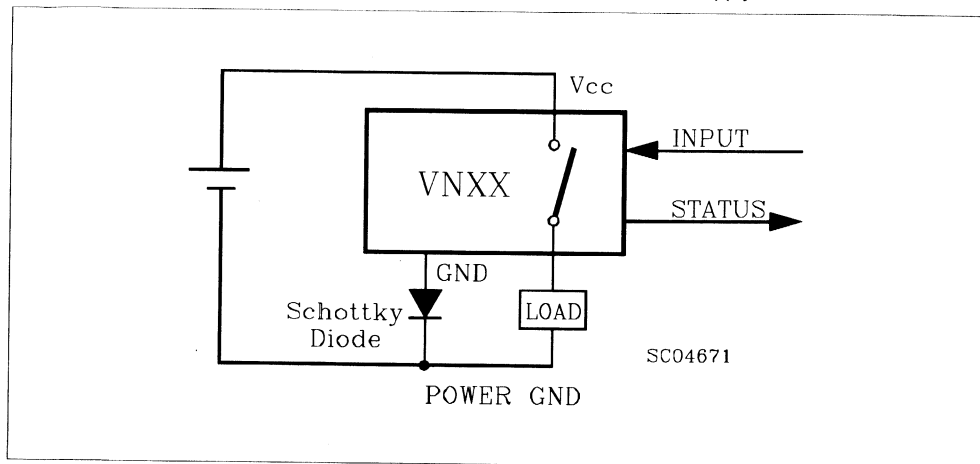 Vcc
INPUT
VNXX
STATUS
GND
Schottky
Diode
LOAD
SC04671
POWER GND